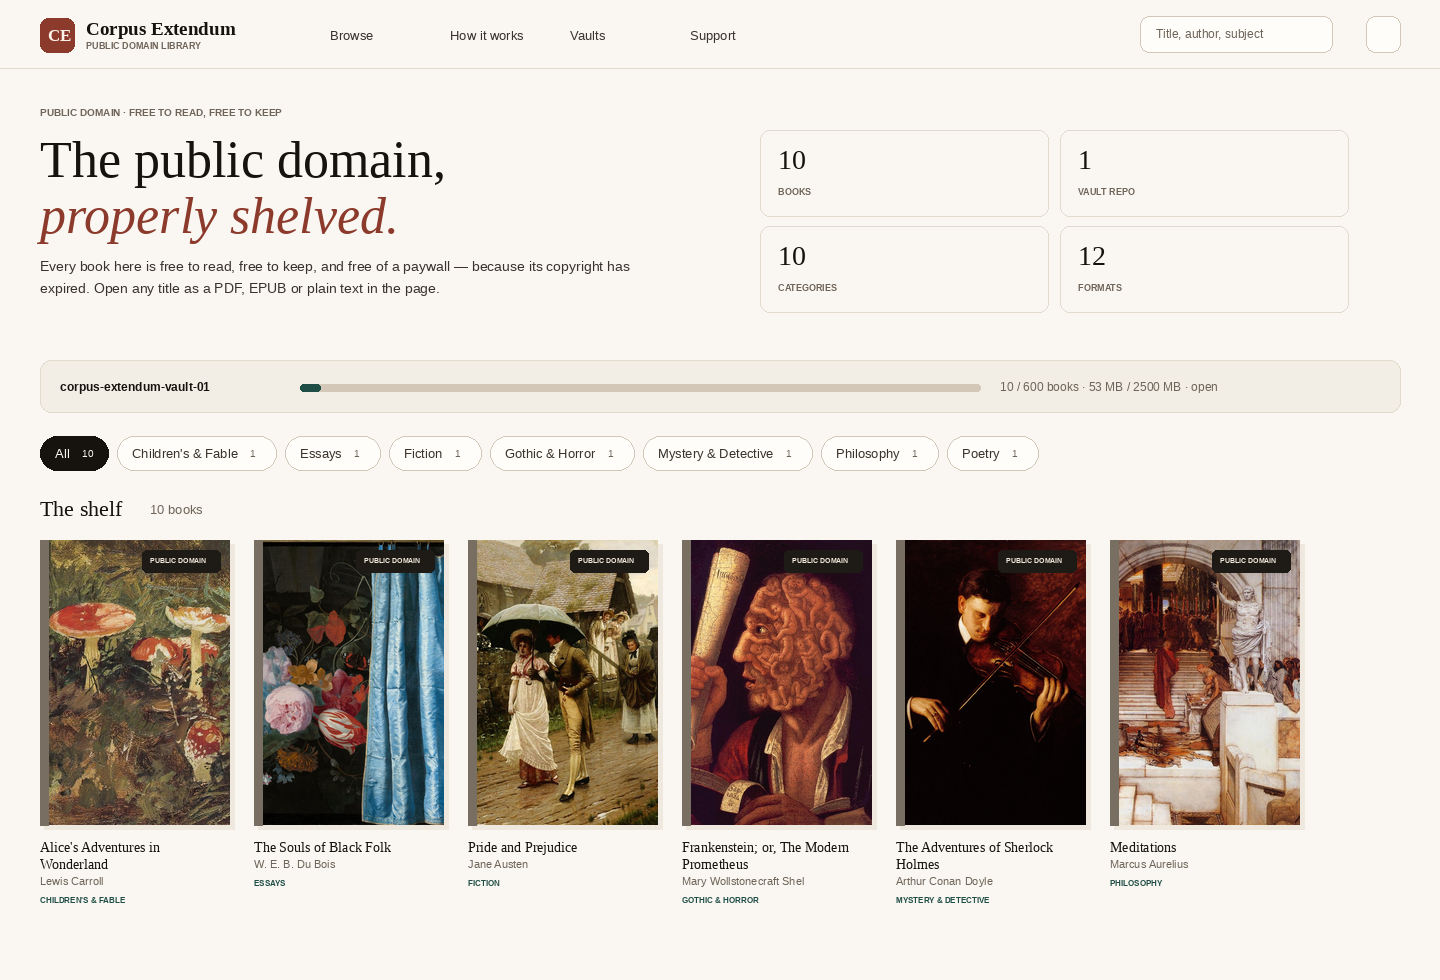 CE
Corpus Extendum
PUBLIC DOMAIN LIBRARY
Browse
How it works
Vaults
Support
Title, author, subject
PUBLIC DOMAIN · FREE TO READ, FREE TO KEEP
The public domain,
properly shelved.
Every book here is free to read, free to keep, and free of a paywall — because its copyright has
expired. Open any title as a PDF, EPUB or plain text in the page.
10
BOOKS
1
VAULT REPO
10
CATEGORIES
12
FORMATS
corpus-extendum-vault-01
10 / 600 books · 53 MB / 2500 MB · open
All 10
Children's & Fable 1
Essays 1
Fiction 1
Gothic & Horror 1
Mystery & Detective 1
Philosophy 1
Poetry 1
The shelf
10 books
PUBLIC DOMAIN
PUBLIC DOMAIN
PUBLIC DOMAIN
PUBLIC DOMAIN
PUBLIC DOMAIN
PUBLIC DOMAIN
Alice's Adventures in
Wonderland
Lewis Carroll
CHILDREN'S & FABLE
The Souls of Black Folk
W. E. B. Du Bois
ESSAYS
Pride and Prejudice
Jane Austen
FICTION
Frankenstein; or, The Modern
Prometheus
Mary Wollstonecraft Shel
GOTHIC & HORROR
The Adventures of Sherlock
Holmes
Arthur Conan Doyle
MYSTERY & DETECTIVE
Meditations
Marcus Aurelius
PHILOSOPHY